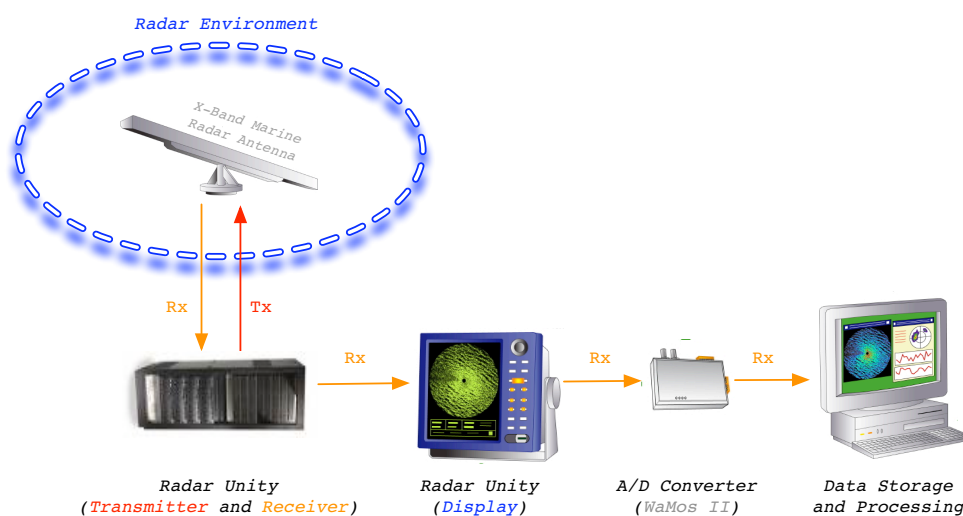 Radar Environment
X-Band Marine
Radar Antenna
Rx
Tx
Rx
Rx
Rx
Radar Unity
(Transmitter and Receiver)
Radar Unity
(Display)
A/D Converter
(WaMos II)
Data Storage
and Processing